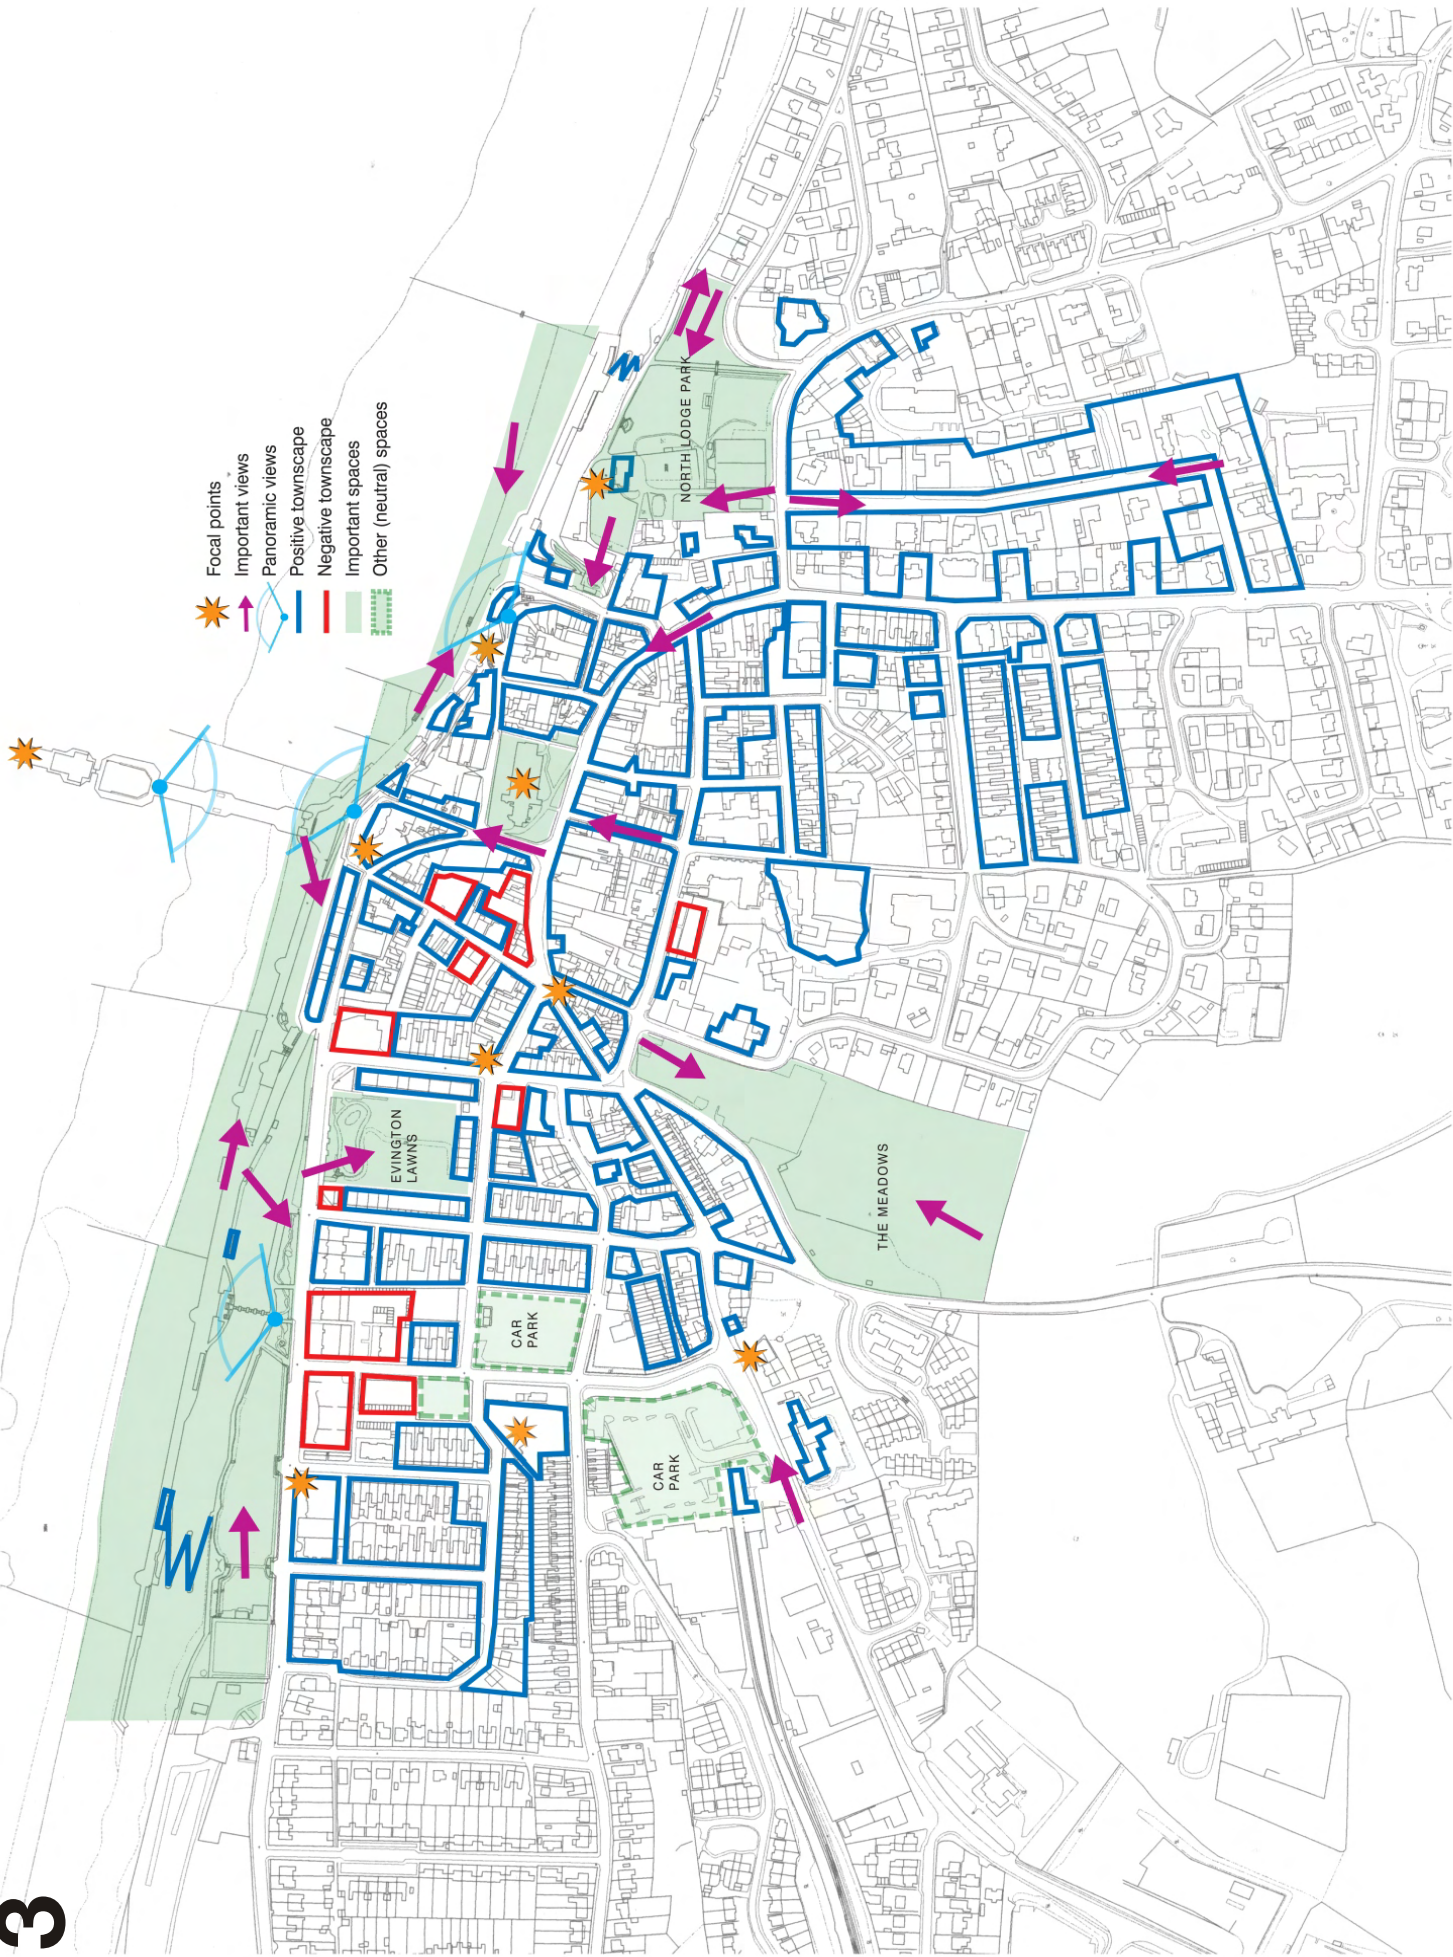 3
Focal points
Important views
Panoramic views
Positive townscape
Negative townscape
Important spaces
Other (neutral) spaces
NORTH LODGE PARK
EVINGTON
LAWNS
THE MEADOWS
CAR
PARK
CAR
PARK